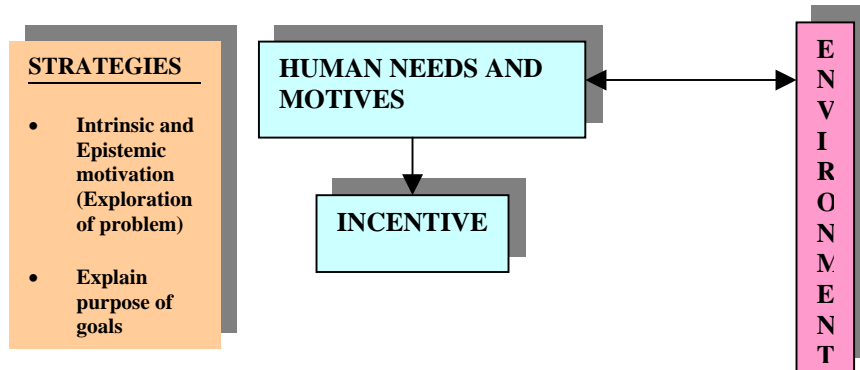 STRATEGIES
• Intrinsic and
Epistemic
motivation
(Exploration
of problem)
• Explain
purpose of
goals
HUMAN NEEDS AND
MOTIVES
INCENTIVE
E
N
V
I
R
O
N
M
E
N
T